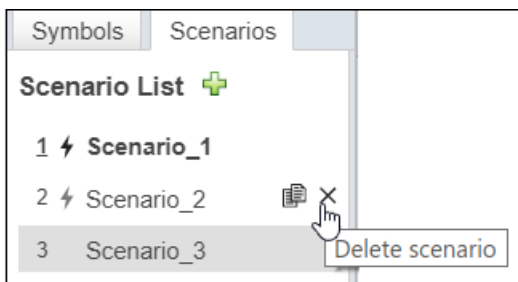 Symbols Scenarios
Scenario List
1 Scenario_1
2 Scenario_2
3 Scenario_3
Delete scenario